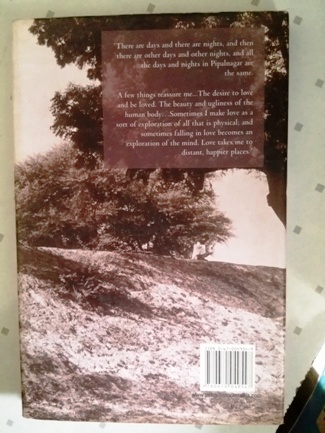 There are days and there are nights, and then
there are other days and other nights, and all
the days and nights in Pipulnagar are
the same.
A few things reassure me...The desire to love
and be loved. The beauty and ugliness of the
human body....Sometimes I make love as a
sort of exploration of all that is physical; and
sometimes falling in love becomes an
exploration of the mind. Love takes me to
distant, happier places.